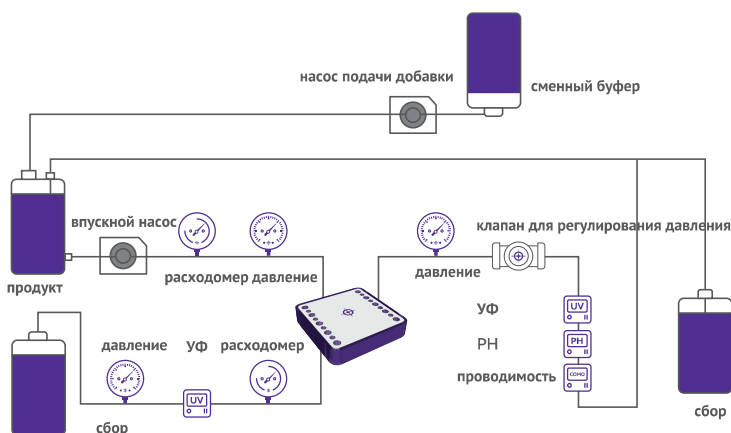 насос подачи добавки
сменный буфер
впускной насос
клапан для регулирования давления
расходомер давление
давление
продукт
УФ
UV
PH
PH
проводимость
COMO
давление
УФ
расходомер
UV
сбор
сбор